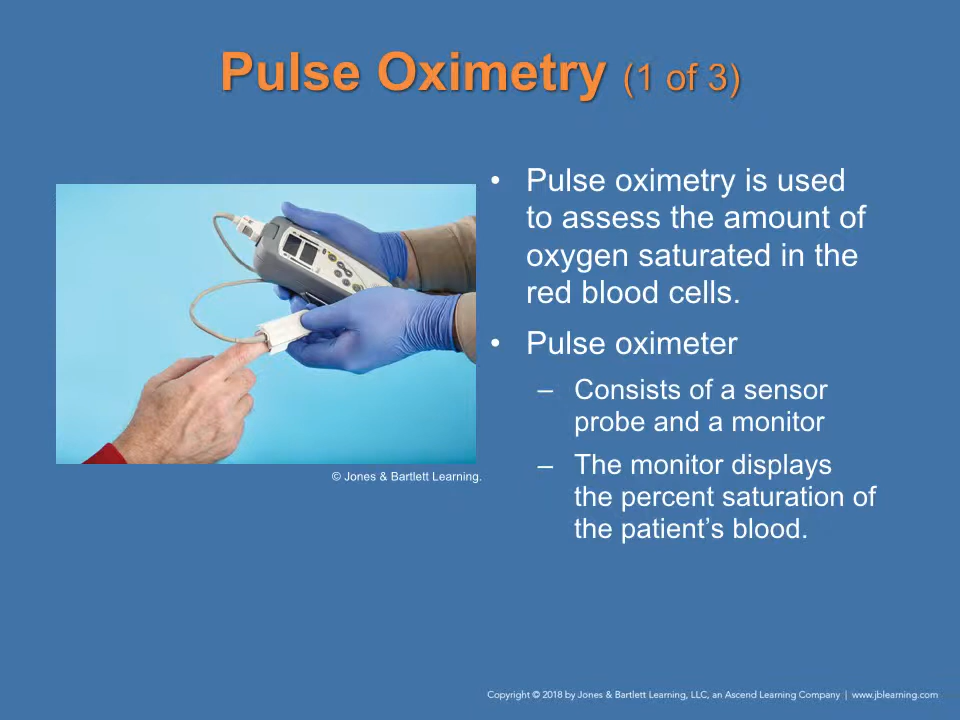 Pulse Oximetry (1 of 3)
• Pulse oximetry is used
to assess the amount of
oxygen saturated in the
red blood cells.
• Pulse oximeter
– Consists of a sensor
probe and a monitor
– The monitor displays
the percent saturation of
the patient’s blood.
© Jones & Bartlett Learning.
Copyright © 2018 by Jones & Bartlett Learning, LLC, an Ascend Learning Company | www.jblearning.com